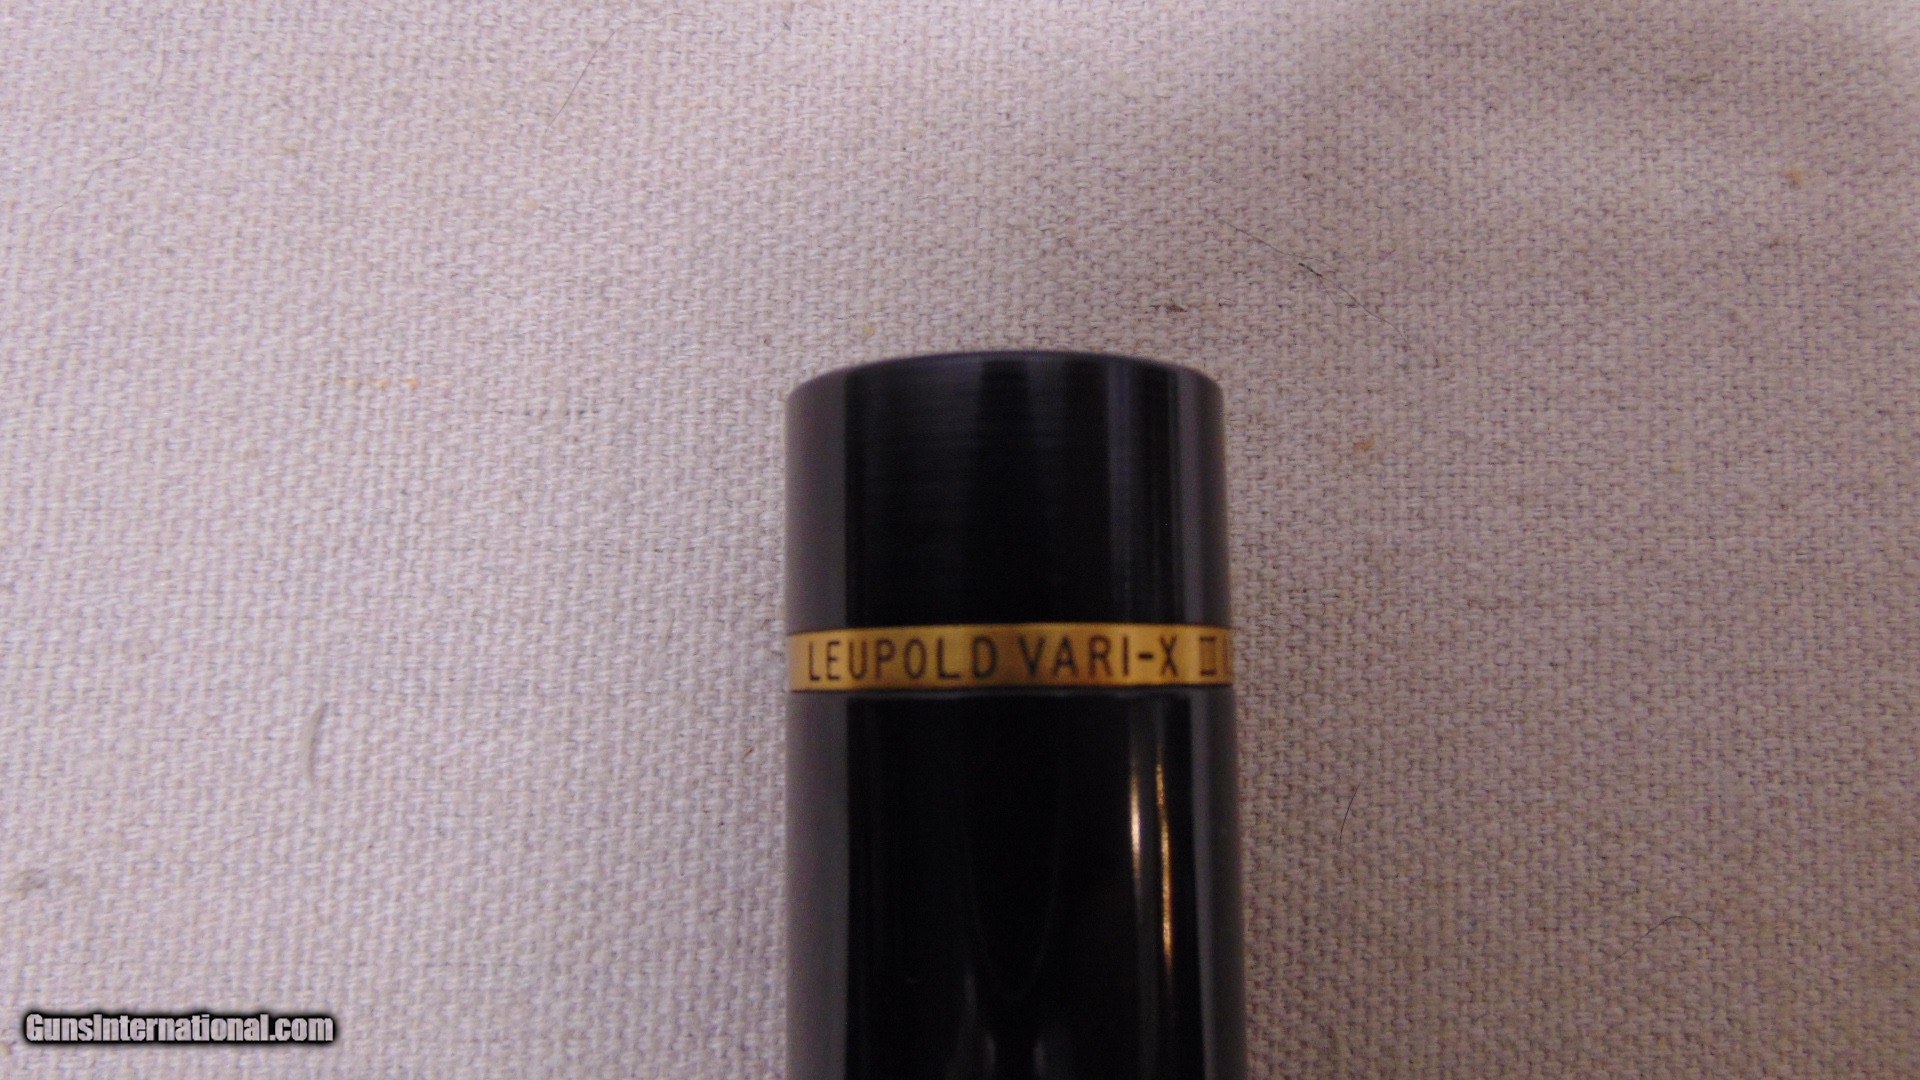 LEUPOLD VARI-X II
GunsInternational.com